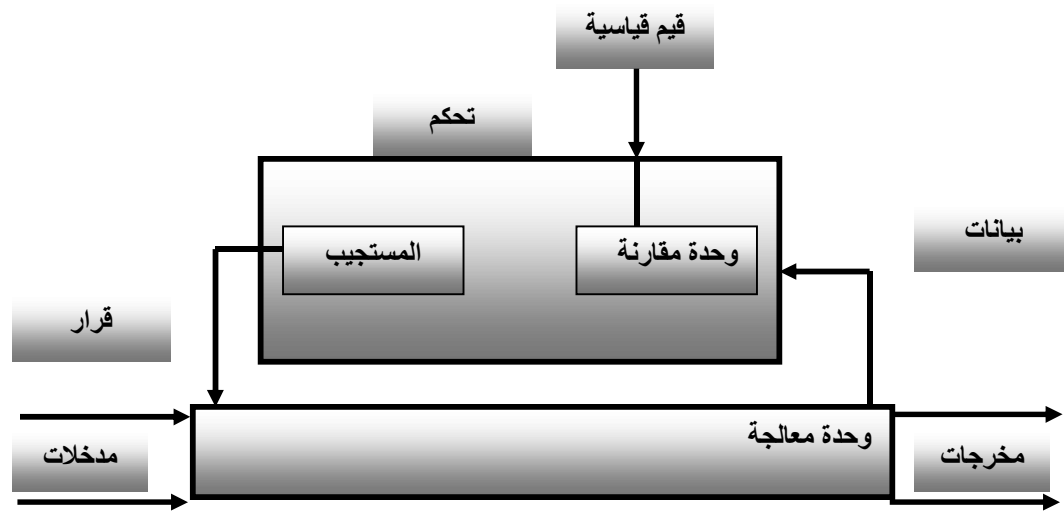 قيم قياسية
تحكم
بيانات
وحدة مقارنة
المستجيب
قرار
وحدة معالجة
مخرجات
مدخلات